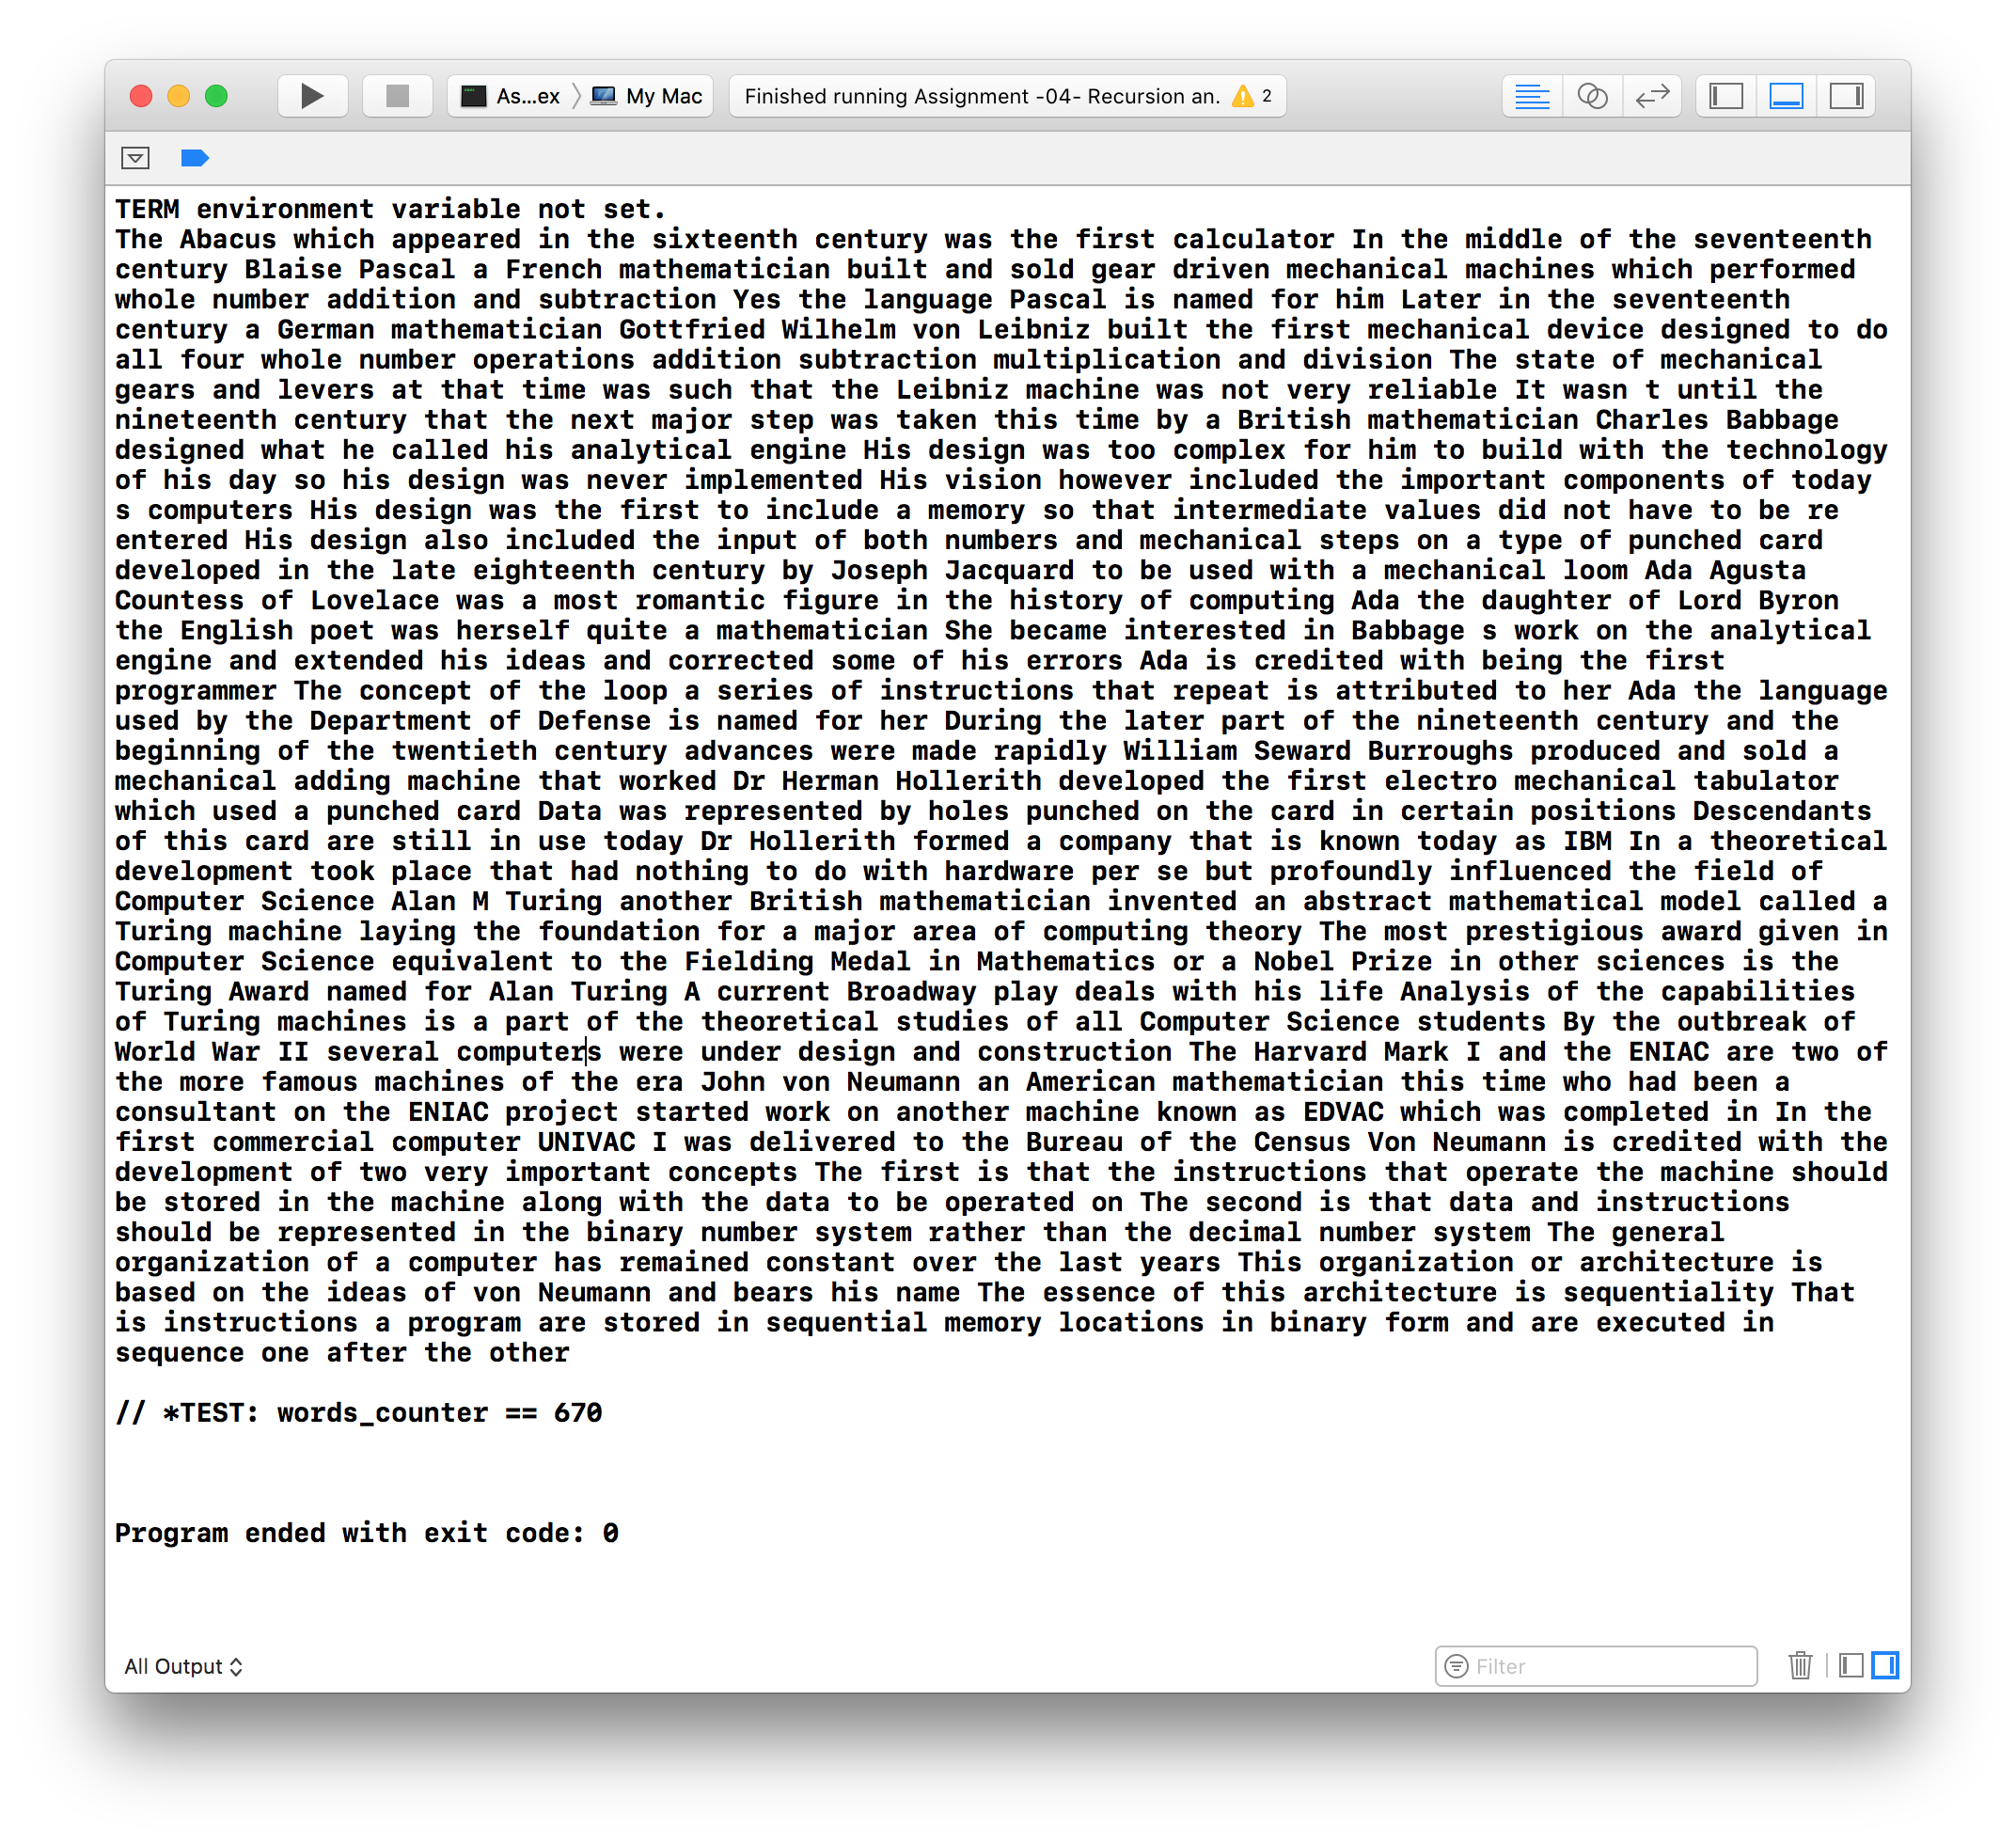 As...ex My Mac Finished running Assignment -04- Recursion an. 2
TERM environment variable not set.
The Abacus which appeared in the sixteenth century was the first calculator In the middle of the seventeenth
century Blaise Pascal a French mathematician built and sold gear driven mechanical machines which performed
whole number addition and subtraction Yes the language Pascal is named for him Later in the seventeenth
century a German mathematician Gottfried Wilhelm von Leibniz built the first mechanical device designed to do
all four whole number operations addition subtraction multiplication and division The state of mechanical
gears and levers at that time was such that the Leibniz machine was not very reliable It wasn t until the
nineteenth century that the next major step was taken this time by a British mathematician Charles Babbage
designed what he called his analytical engine His design was too complex for him to build with the technology
of his day so his design was never implemented His vision however included the important components of today
s computers His design was the first to include a memory so that intermediate values did not have to be re
entered His design also included the input of both numbers and mechanical steps on a type of punched card
developed in the late eighteenth century by Joseph Jacquard to be used with a mechanical loom Ada Agusta
Countess of Lovelace was a most romantic figure in the history of computing Ada the daughter of Lord Byron
the English poet was herself quite a mathematician She became interested in Babbage s work on the analytical
engine and extended his ideas and corrected some of his errors Ada is credited with being the first
programmer The concept of the loop a series of instructions that repeat is attributed to her Ada the language
used by the Department of Defense is named for her During the later part of the nineteenth century and the
beginning of the twentieth century advances were made rapidly William Seward Burroughs produced and sold a
mechanical adding machine that worked Dr Herman Hollerith developed the first electro mechanical tabulator
which used a punched card Data was represented by holes punched on the card in certain positions Descendants
of this card are still in use today Dr Hollerith formed a company that is known today as IBM In a theoretical
development took place that had nothing to do with hardware per se but profoundly influenced the field of
Computer Science Alan M Turing another British mathematician invented an abstract mathematical model called a
Turing machine laying the foundation for a major area of computing theory The most prestigious award given in
Computer Science equivalent to the Fielding Medal in Mathematics or a Nobel Prize in other sciences is the
Turing Award named for Alan Turing A current Broadway play deals with his life Analysis of the capabilities
of Turing machines is a part of the theoretical studies of all Computer Science students By the outbreak of
World War II several computers were under design and construction The Harvard Mark I and the ENIAC are two of
the more famous machines of the era John von Neumann an American mathematician this time who had been a
consultant on the ENIAC project started work on another machine known as EDVAC which was completed in In the
first commercial computer UNIVAC I was delivered to the Bureau of the Census Von Neumann is credited with the
development of two very important concepts The first is that the instructions that operate the machine should
be stored in the machine along with the data to be operated on The second is that data and instructions
should be represented in the binary number system rather than the decimal number system The general
organization of a computer has remained constant over the last years This organization or architecture is
based on the ideas of von Neumann and bears his name The essence of this architecture is sequentiality That
is instructions a program are stored in sequential memory locations in binary form and are executed in
sequence one after the other
// *TEST: words_counter == 670
Program ended with exit code: 0
All Output Filter